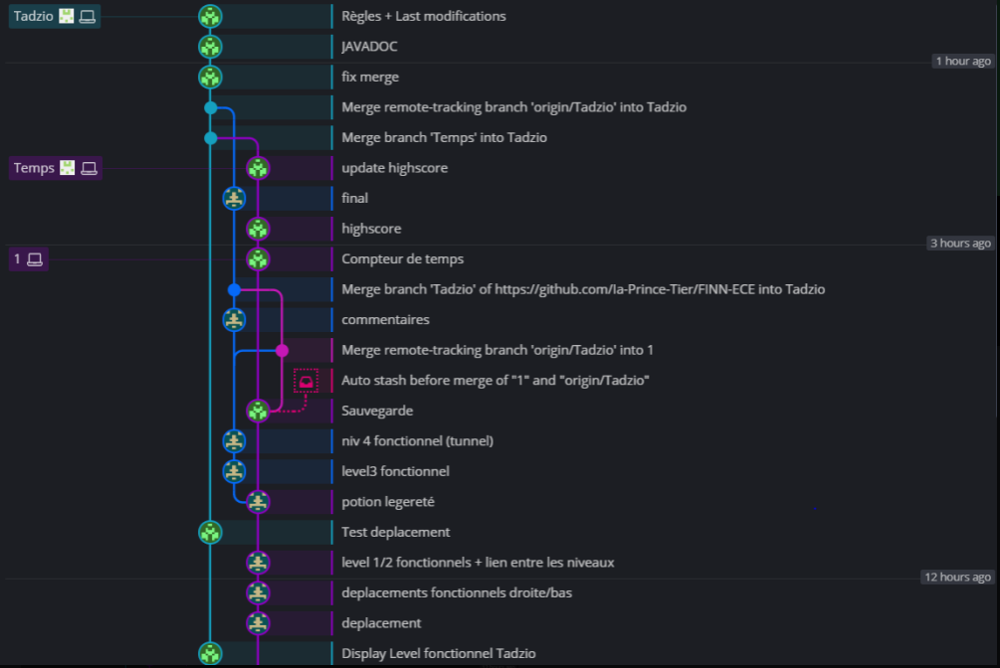 Tadzio
Règles + Last modifications
JAVADOC
1 hour ago
fix merge
Merge remote-tracking branch 'origin/Tadzio' into Tadzio
Merge branch 'Temps' into Tadzio
Temps
update highscore
final
highscore
3 hours ago
1
Compteur de temps
Merge branch 'Tadzio' of https://github.com/la-Prince-Tier/FINN-ECE into Tadzio
commentaires
Merge remote-tracking branch 'origin/Tadzio' into 1
Auto stash before merge of "1" and "origin/Tadzio"
Sauvegarde
niv 4 fonctionnel (tunnel)
level3 fonctionnel
potion legereté
Test deplacement
level 1/2 fonctionnels + lien entre les niveaux
12 hours ago
deplacements fonctionnels droite/bas
deplacement
Display Level fonctionnel Tadzio